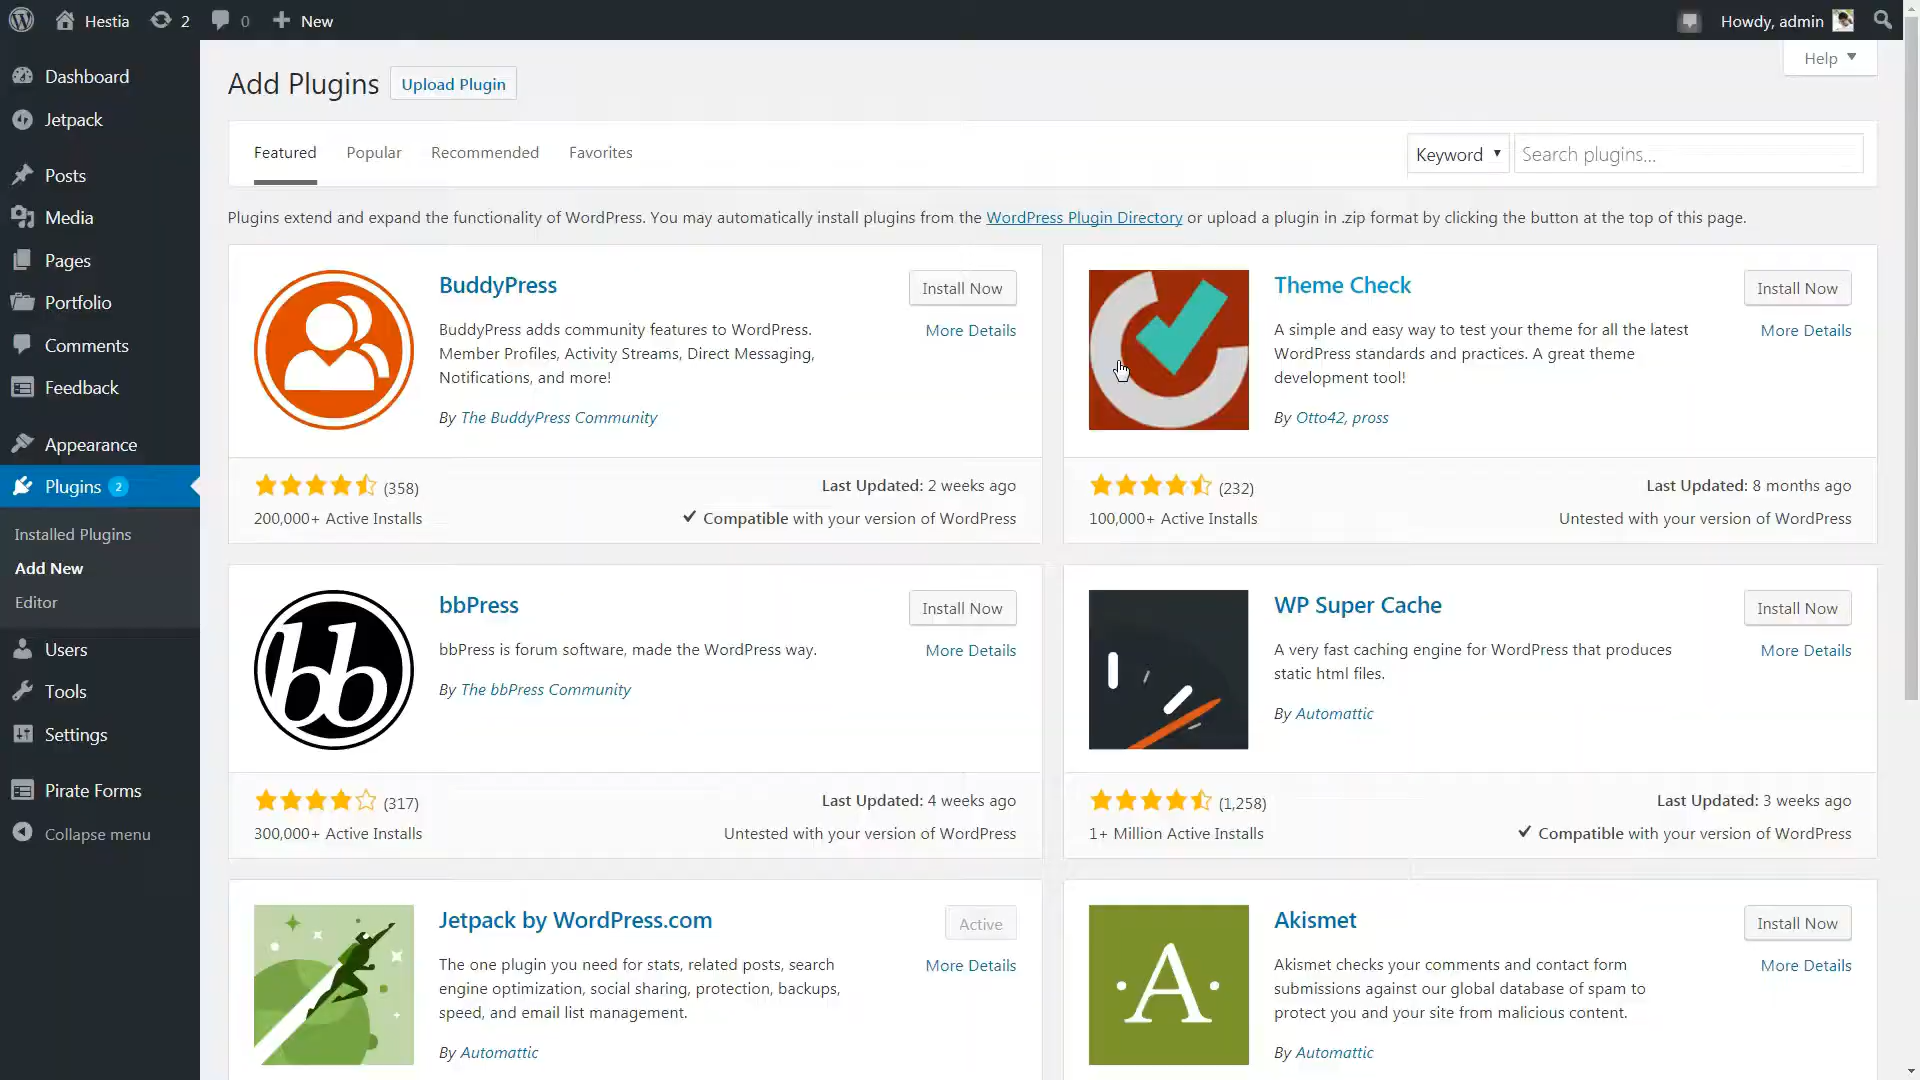 Hestia 2 0 New Howdy, admin
Dashboard
Jetpack
Posts
Media
Pages
Portfolio
Comments
Feedback
Appearance
Plugins 2
Installed Plugins
Add New
Editor
Users
Tools
Settings
Pirate Forms
Collapse menu
Help
Add Plugins Upload Plugin
Featured Popular Recommended Favorites Keyword Search plugins...
Plugins extend and expand the functionality of WordPress. You may automatically install plugins from the WordPress Plugin Directory or upload a plugin in .zip format by clicking the button at the top of this page.
BuddyPress
Install Now
More Details
BuddyPress adds community features to WordPress.
Member Profiles, Activity Streams, Direct Messaging,
Notifications, and more!
By The BuddyPress Community
(358)
Last Updated: 2 weeks ago
200,000+ Active Installs
Compatible with your version of WordPress
Theme Check
Install Now
More Details
A simple and easy way to test your theme for all the latest
WordPress standards and practices. A great theme
development tool!
By Otto42, pross
(232)
Last Updated: 8 months ago
100,000+ Active Installs
Untested with your version of WordPress
bb
bbPress
Install Now
More Details
bbPress is forum software, made the WordPress way.
By The bbPress Community
(317)
Last Updated: 4 weeks ago
300,000+ Active Installs
Untested with your version of WordPress
WP Super Cache
Install Now
More Details
A very fast caching engine for WordPress that produces
static html files.
By Automattic
(1,258)
Last Updated: 3 weeks ago
1+ Million Active Installs
Compatible with your version of WordPress
Jetpack by WordPress.com
Active
More Details
The one plugin you need for stats, related posts, search
engine optimization, social sharing, protection, backups,
speed, and email list management.
By Automattic
·A·
Akismet
Install Now
More Details
Akismet checks your comments and contact form
submissions against our global database of spam to
protect you and your site from malicious content.
By Automattic